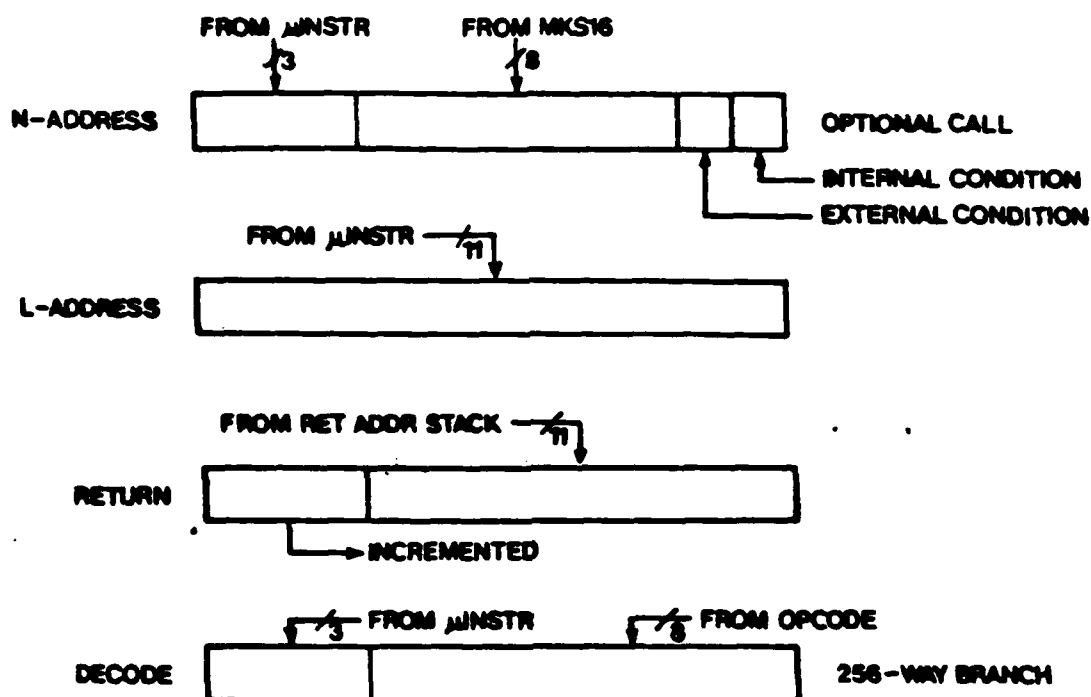 FROM μINSTR FROM MKS16
3 8
N-ADDRESS OPTIONAL CALL
INTERNAL CONDITION
EXTERNAL CONDITION
FROM μINSTR 11
L-ADDRESS
FROM RET ADDR STACK 11
RETURN
INCREMENTED
3 FROM μINSTR 8 FROM OPCODE
DECODE 256-WAY BRANCH